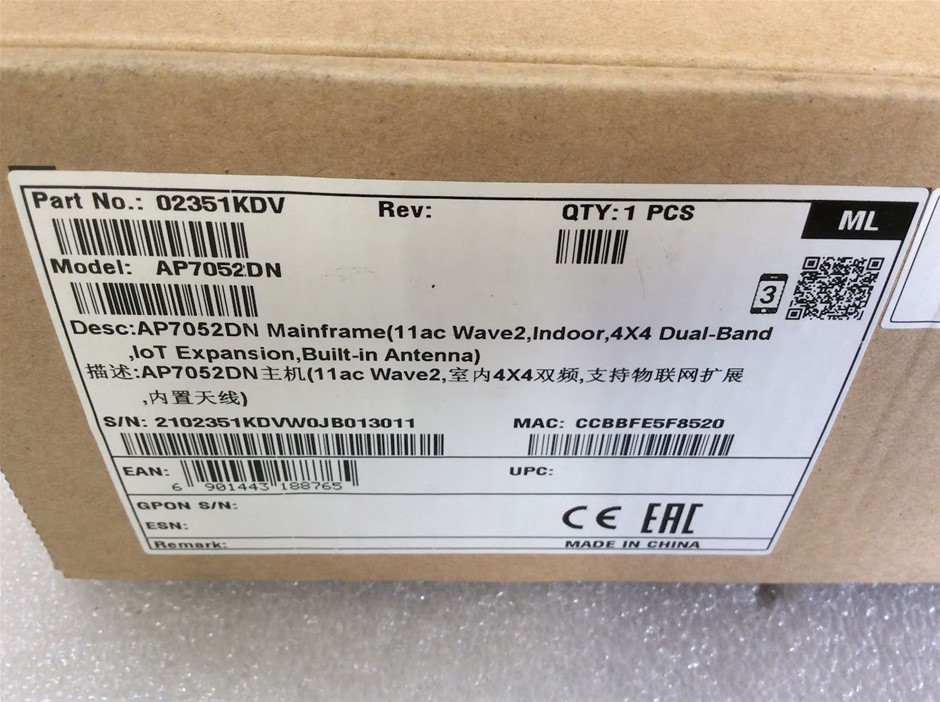 Part No.: 02351KDV Rev: QTY: 1 PCS ML
Model: AP7052DN
3
Desc:AP7052DN Mainframe(11ac Wave2,Indoor,4X4 Dual-Band
,IoT Expansion,Built-in Antenna)
描述:AP7052DN主机(11ac Wave2,室内4X4双频,支持物联网扩展
,内置天线)
S/N: 2102351KDVW0JB013011 MAC: CCBBFE5F8520
EAN: 6 901443 188765 UPC:
GPON S/N:
ESN: CE EAC
Remark: MADE IN CHINA